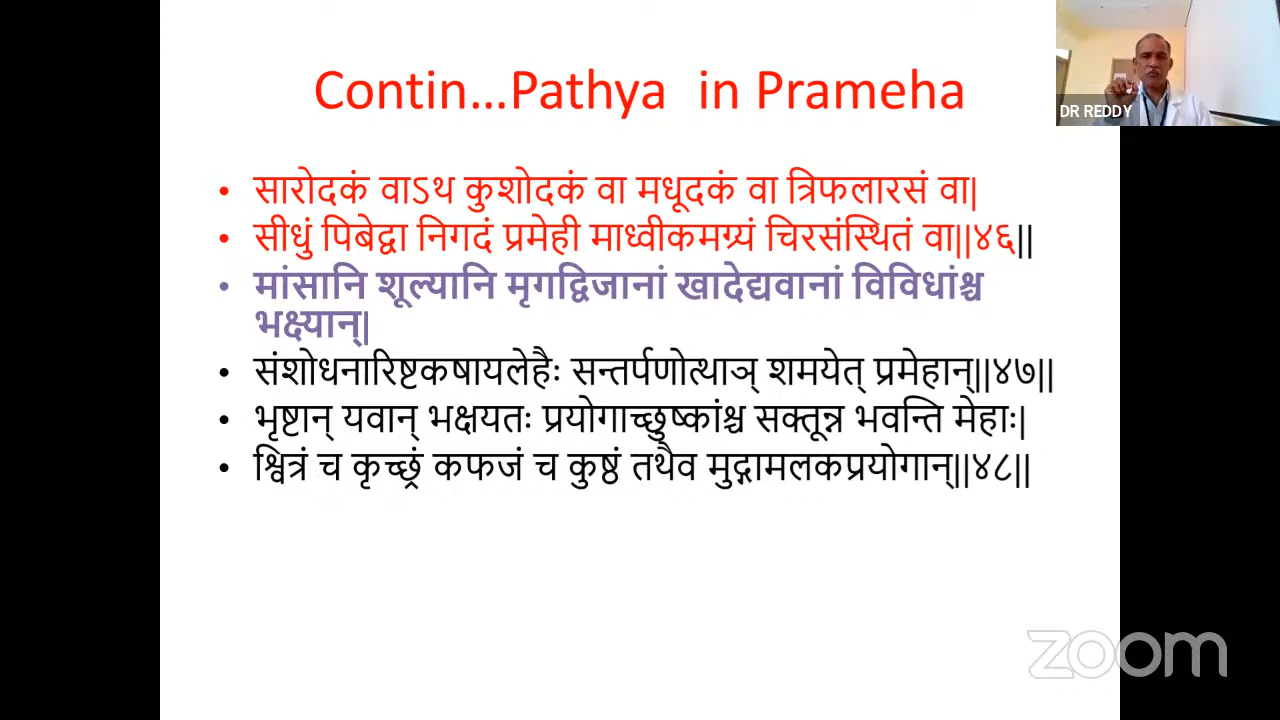 Contin...Pathya in Prameha
DR REDDY
• सारोदकं वाऽथ कुशोदकं वा मधूदकं वा त्रिफलारसं वा|
• सीधुं पिबेद्वा निगदं प्रमेही माध्वीकमग्र्यं चिरसंस्थितं वा||४६||
• मांसानि शूल्यानि मृगद्विजानां खादेद्यवानां विविधांश्च
भक्ष्यान्|
• संशोधनारिष्टकषायलेहैः सन्तर्पणोत्थाञ् शमयेत् प्रमेहान्||४७||
• भृष्टान् यवान् भक्षयतः प्रयोगाच्छुष्कांश्च सक्तून्न भवन्ति मेहाः|
• श्वित्रं च कृच्छ्रं कफजं च कुष्ठं तथैव मुद्गामलकप्रयोगान्||४८||
zoom